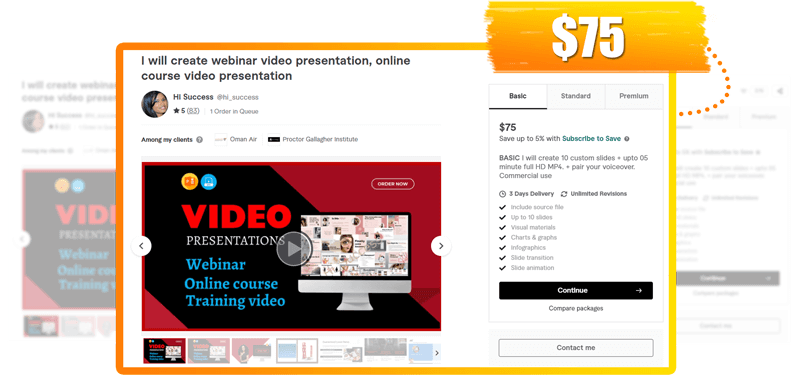 $75
I will create webinar video presentation, online
course video presentation
Hi Success @hi_success
5 (83) 1 Order in Queue
Among my clients ? Oman Air Proctor Gallagher Institute
ORDER NOW
VIDEO
PRESENTATIONS
Webinar
Online course
Training video
Basic Standard Premium
$75
Save up to 5% with Subscribe to Save
BASIC I will create 10 custom slides + upto 05
minute full HD MP4. + pair your voiceover.
Commercial use
3 Days Delivery Unlimited Revisions
Include source file
Up to 10 slides
Visual materials
Charts & graphs
Infographics
Slide transition
Slide animation
Continue →
Compare packages
Contact me